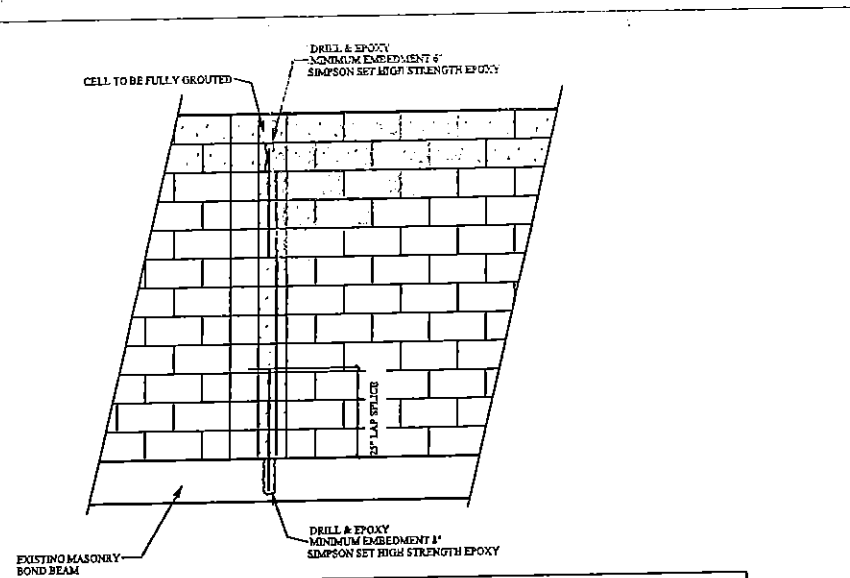 DRILL & EPOXY
MINIMUM EMBEDMENT 6"
SIMPSON SET HIGH STRENGTH EPOXY
CELL TO BE FULLY GROUTED
25" LAP SPLICE
DRILL & EPOXY
MINIMUM EMBEDMENT 8"
SIMPSON SET HIGH STRENGTH EPOXY
EXISTING MASONRY
BOND BEAM